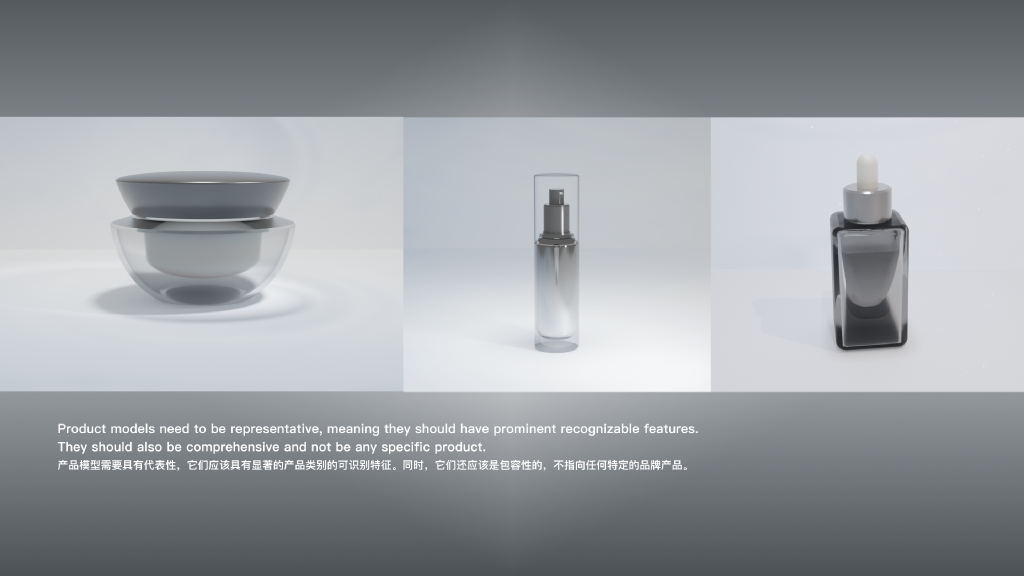 Product models need to be representative, meaning they should have prominent recognizable features.
They should also be comprehensive and not be any specific product.
产品模型需要具有代表性，它们应该具有显著的产品类别的可识别特征。同时，它们还应该是包容性的，不指向任何特定的品牌产品。